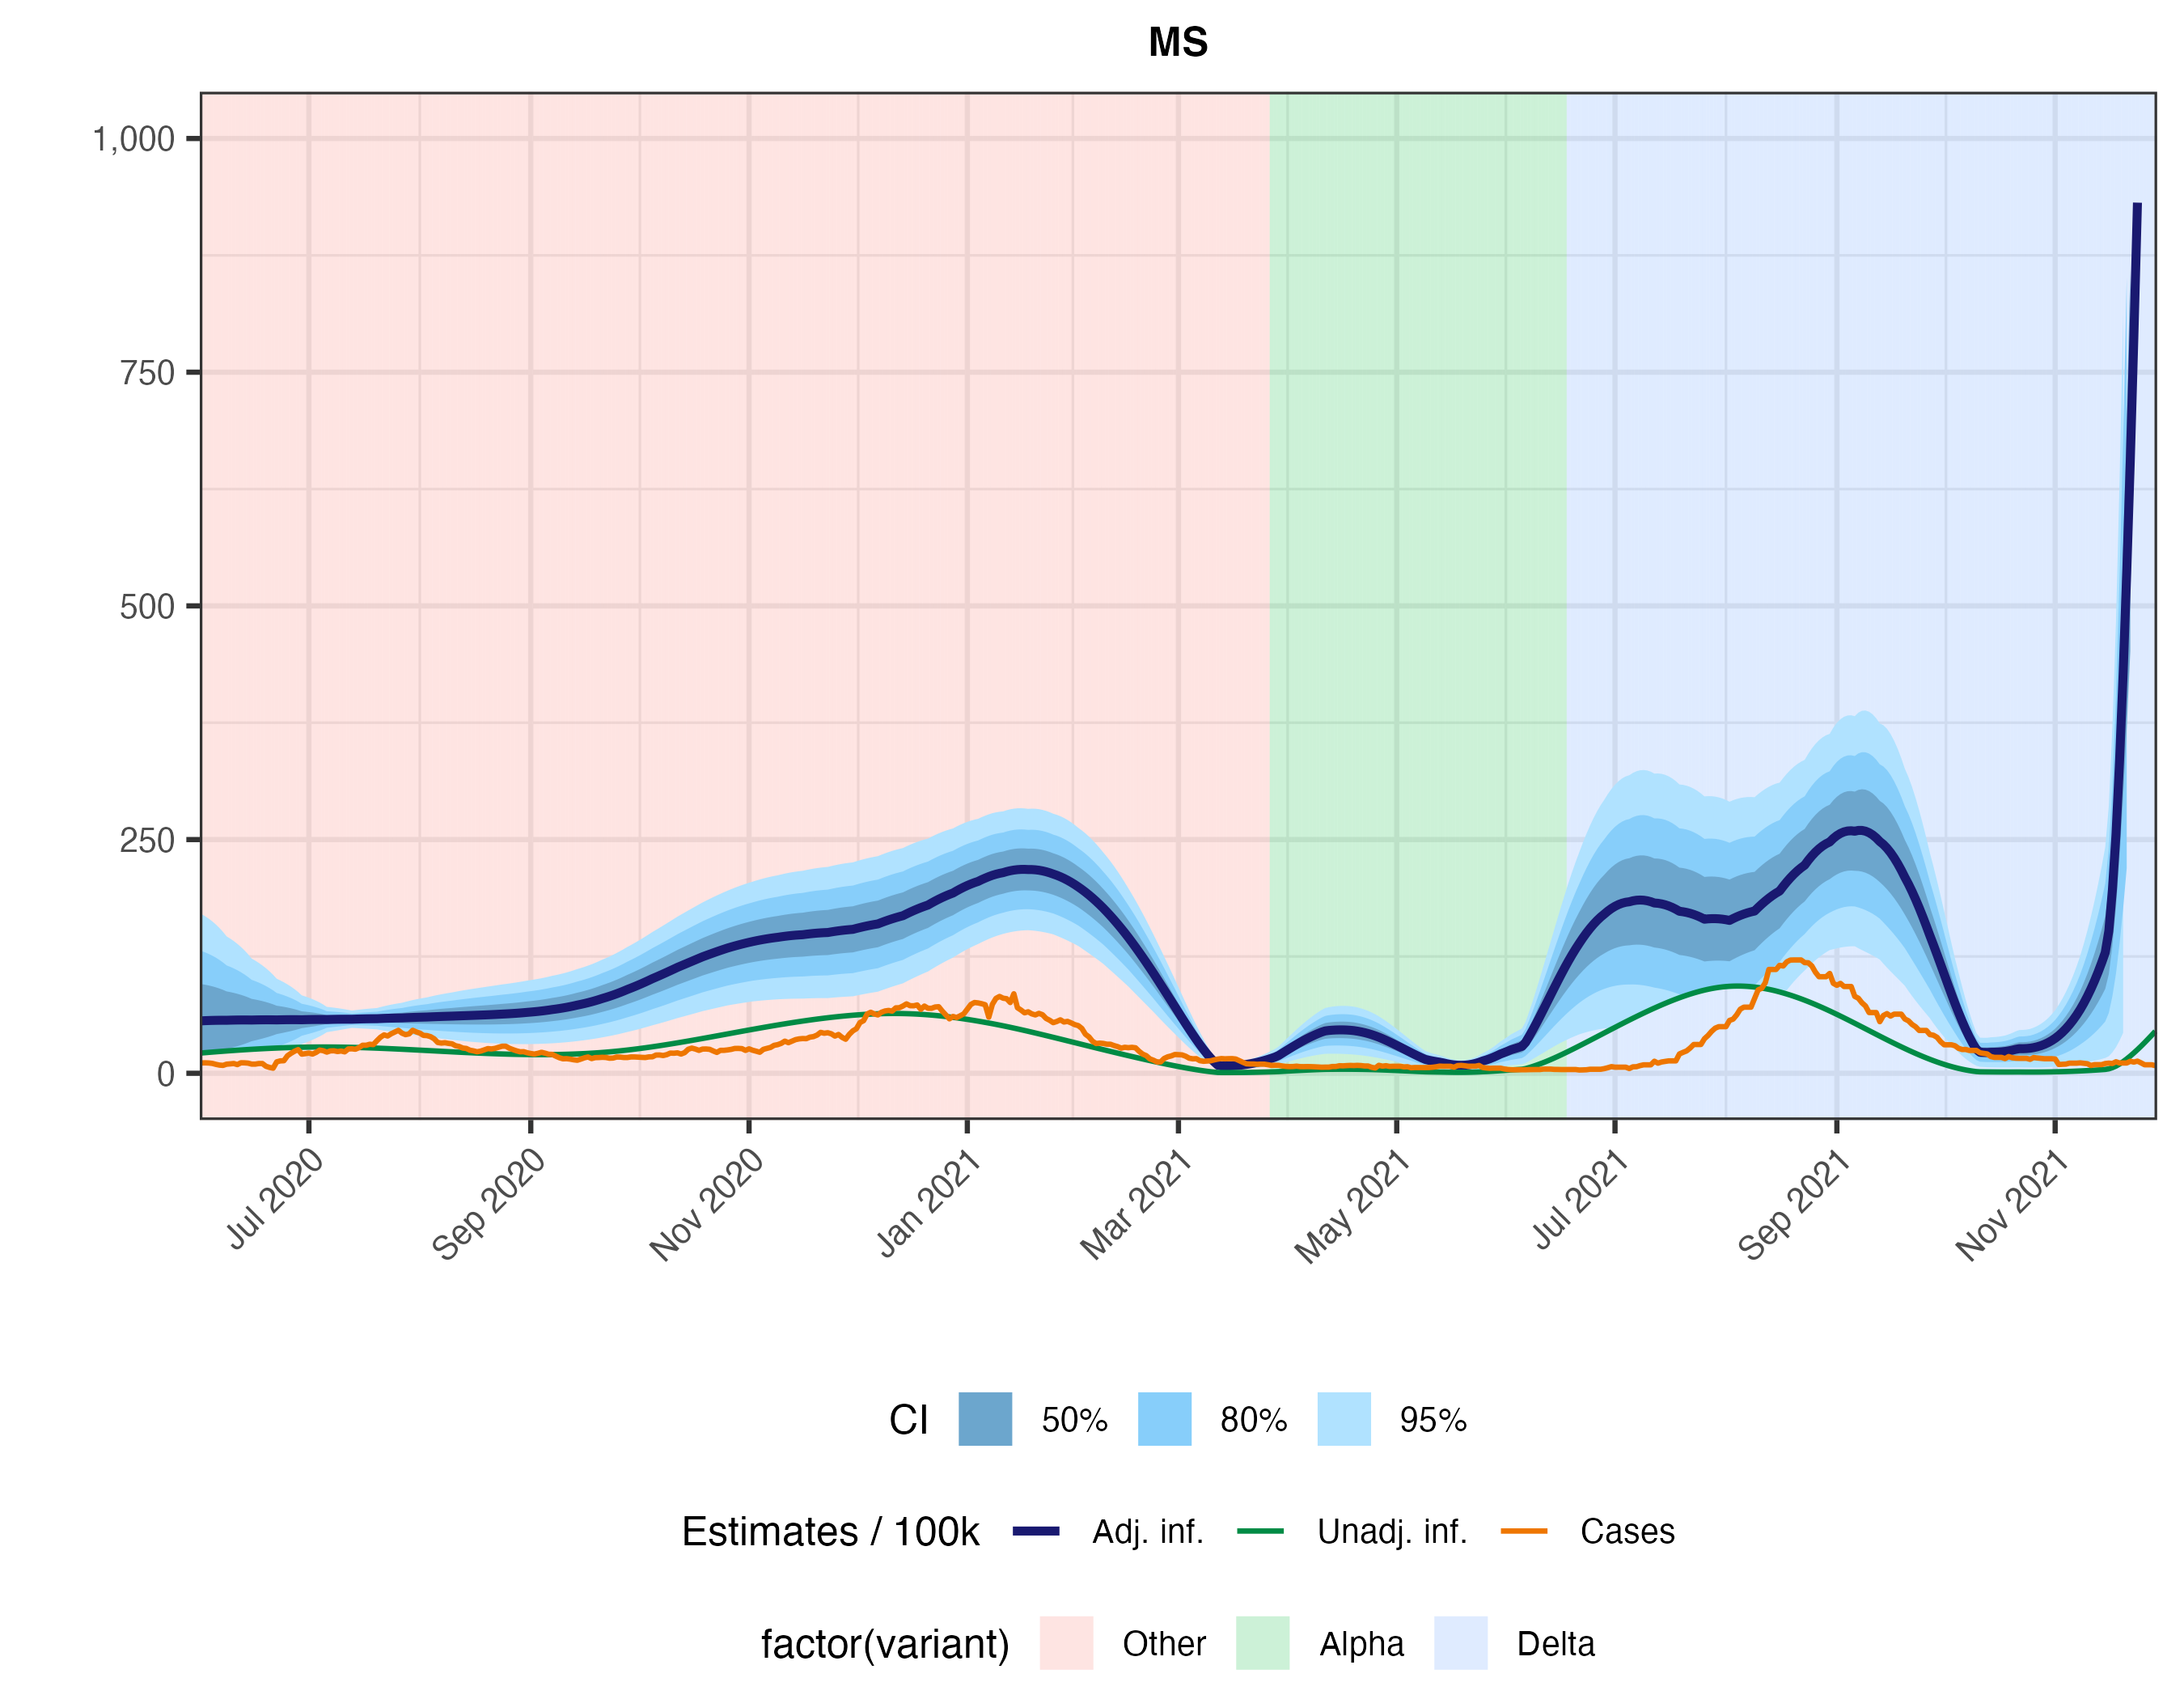 MS
1,000
750
500
250
0
Jul 2020
Sep 2020
Nov 2020
Jan 2021
Mar 2021
May 2021
Jul 2021
Sep 2021
Nov 2021
CI 50% 80% 95%
Estimates / 100k Adj. inf. Unadj. inf. Cases
factor(variant) Other Alpha Delta